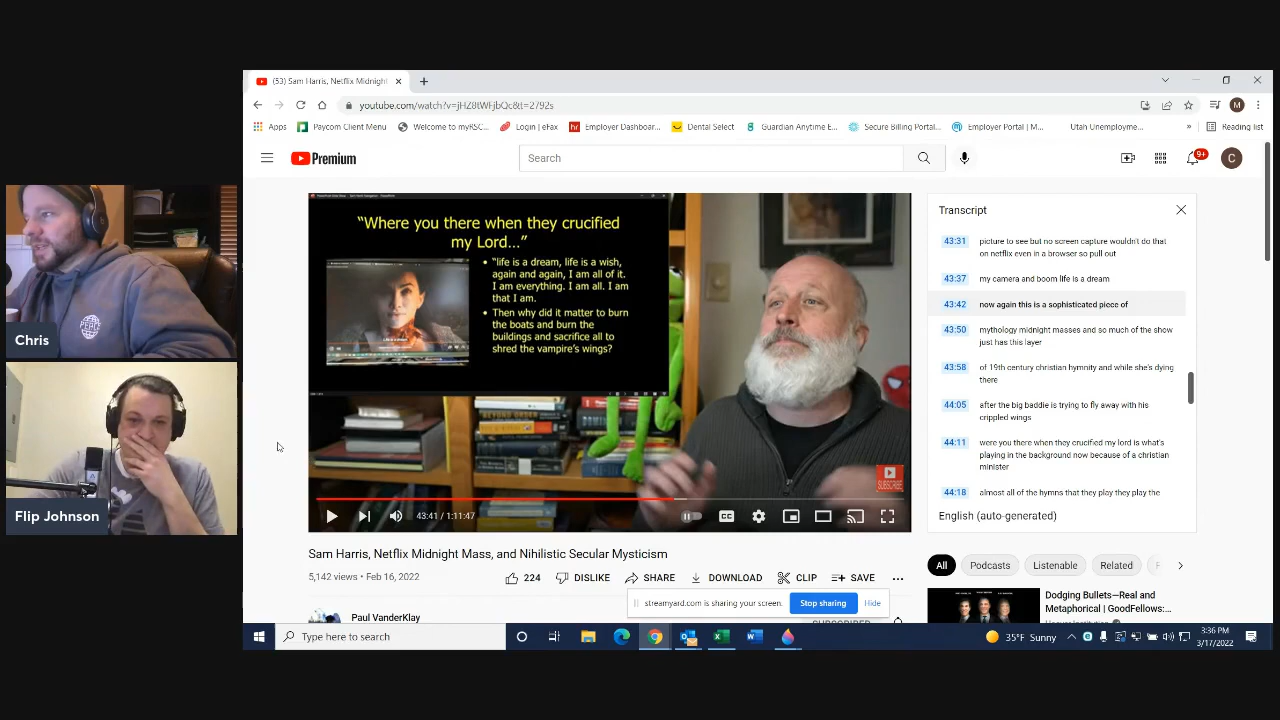 (53) Sam Harris, Netflix Midnight
youtube.com/watch?v=jHZ8tWFjbQc&t=2792s
Apps
Paycom Client Menu
Welcome to myRSC...
Login | eFax
Employer Dashboar...
Dental Select
Guardian Anytime E...
Secure Billing Portal...
Employer Portal | M...
Utah Unemployme...
»
Reading list
Premium
Search
9+
C
M
"Where you there when they crucified
my Lord..."
• "life is a dream, life is a wish,
again and again, I am all of it.
I am everything. I am all. I am
that I am.
• Then why did it matter to burn
the boats and burn the
buildings and sacrifice all to
shred the vampire's wings?
BEYOND ORDER
SUBSCRIBE
43:41 / 1:11:47
CC
Transcript
43:31 picture to see but no screen capture wouldn't do that
on netflix even in a browser so pull out
43:37 my camera and boom life is a dream
43:42 now again this is a sophisticated piece of
43:50 mythology midnight masses and so much of the show
just has this layer
43:58 of 19th century christian hymnity and while she's dying
there
44:05 after the big baddie is trying to fly away with his
crippled wings
44:11 were you there when they crucified my lord is what's
playing in the background now because of a christian
minister
44:18 almost all of the hymns that they play they play the
English (auto-generated)
Chris
PEACE
Flip Johnson
Sam Harris, Netflix Midnight Mass, and Nihilistic Secular Mysticism
5,142 views • Feb 16, 2022
224
DISLIKE
SHARE
DOWNLOAD
CLIP
SAVE
...
All
Podcasts
Listenable
Related
Dodging Bullets—Real and
Metaphorical | GoodFellows:...
streamyard.com is sharing your screen.
Stop sharing
Hide
Paul VanderKlay
SUBSCRIBED
Type here to search
35°F Sunny
3:36 PM
3/17/2022